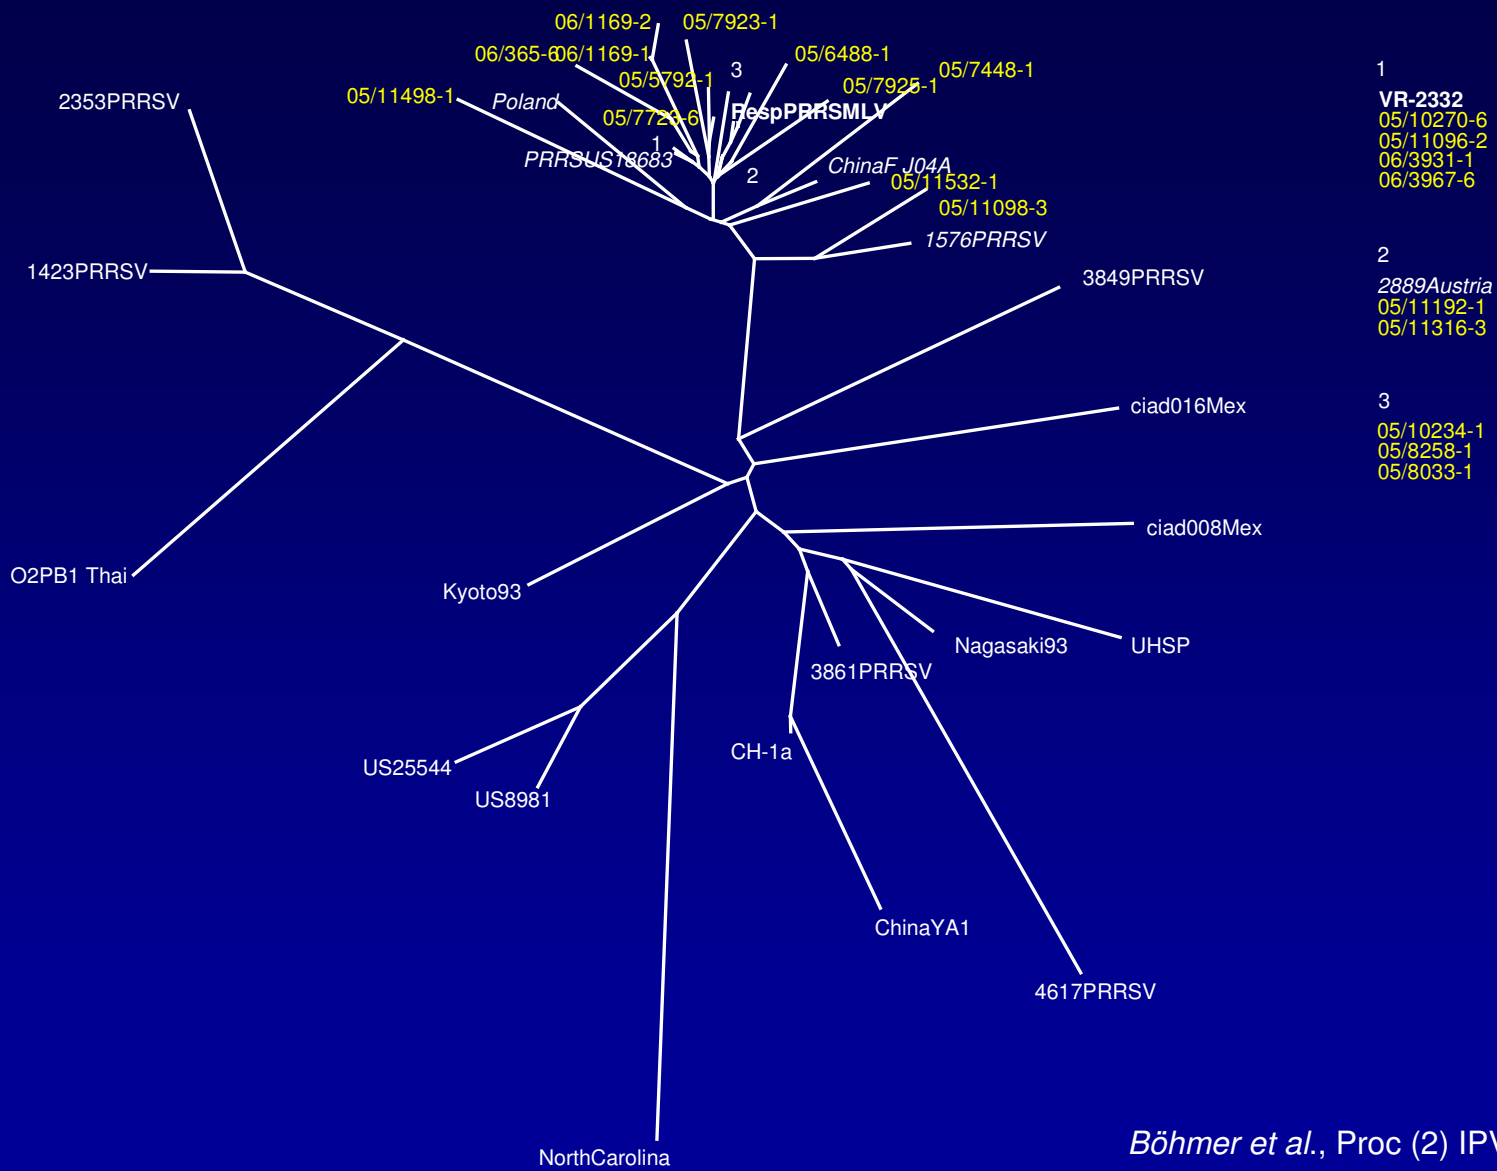 06/1169-2
05/7923-1
06/365-6
06/1169-1
05/6488-1
3
05/7448-1
05/5792-1
05/7925-1
2353PRRSV
05/11498-1
Poland
RespPRRSMLV
05/7723-6
1
PRRSUS18683
2
ChinaF J04A
05/11532-1
05/11098-3
1576PRRSV
1423PRRSV
3849PRRSV
ciad016Mex
ciad008Mex
O2PB1 Thai
Kyoto93
Nagasaki93
UHSP
3861PRRSV
CH-1a
US25544
US8981
ChinaYA1
4617PRRSV
NorthCarolina
1
VR-2332
05/10270-6
05/11096-2
06/3931-1
06/3967-6
2
2889Austria
05/11192-1
05/11316-3
3
05/10234-1
05/8258-1
05/8033-1
Böhmer et al., Proc (2) IPV